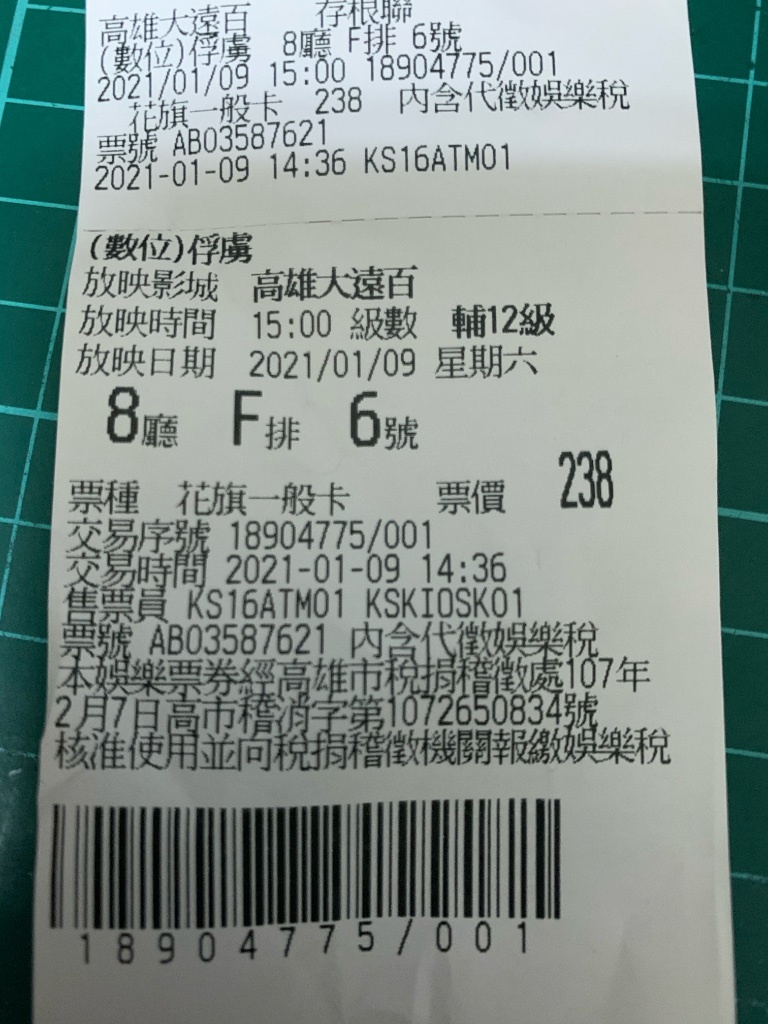 高雄大遠百 存根聯
(數位)俘虜 8廳 F排 6號
2021/01/09 15:00 18904775/001
花旗一般卡 238 內含代徵娛樂稅
票號 AB03587621
2021-01-09 14:36 KS16ATM01
(數位)俘虜
放映影城 高雄大遠百
放映時間 15:00 級數 輔12級
放映日期 2021/01/09 星期六
8廳 F排 6號
票種 花旗一般卡 票價 238
交易序號 18904775/001
交易時間 2021-01-09 14:36
售票員 KS16ATM01 KSKIOSK01
票號 AB03587621 內含代徵娛樂稅
本娛樂票券經高雄市稅捐稽徵處107年
2月7日高市稽消字第1072650834號
核准使用並向稅捐稽徵機關報繳娛樂稅
18904775/001